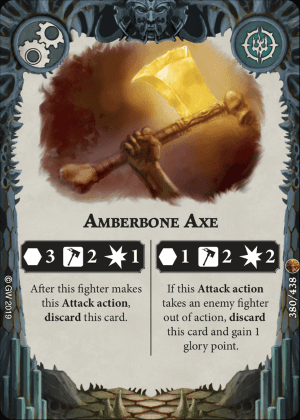 AMBERBONE AXE
3 2 1
After this fighter makes
this Attack action,
discard this card.
1 2 2
If this Attack action
takes an enemy fighter
out of action, discard
this card and gain 1
glory point.
© GW 2019
380/438